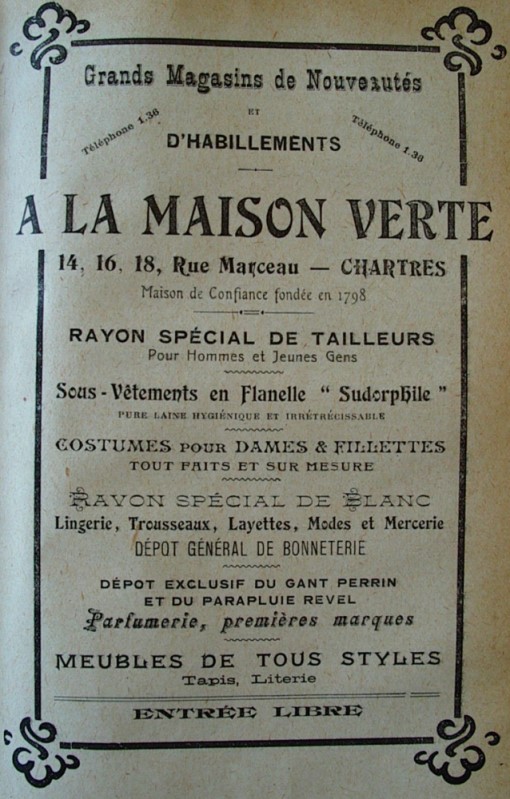 Grands Magasins de Nouveautés
ET
Téléphone 1.36
Téléphone 1.36
D'HABILLEMENTS
A LA MAISON VERTE
14, 16, 18, Rue Marceau — CHARTRES
Maison de Confiance fondée en 1798
RAYON SPÉCIAL DE TAILLEURS
Pour Hommes et Jeunes Gens
Sous-Vêtements en Flanelle “ Sudorphile ”
PURE LAINE HYGIÉNIQUE ET IRRÉTRÉCISSABLE
COSTUMES POUR DAMES & FILLETTES
TOUT FAITS ET SUR MESURE
RAYON SPÉCIAL DE BLANC
Lingerie, Trousseaux, Layettes, Modes et Mercerie
DÉPOT GÉNÉRAL DE BONNETERIE
DÉPOT EXCLUSIF DU GANT PERRIN
ET DU PARAPLUIE REVEL
Parfumerie, premières marques
MEUBLES DE TOUS STYLES
Tapis, Literie
ENTRÉE LIBRE